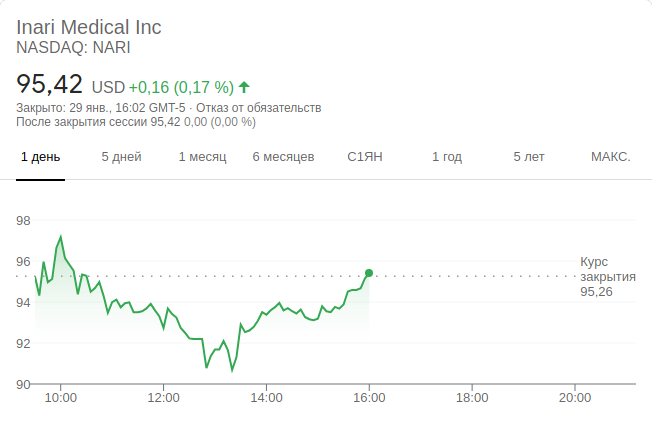 Inari Medical Inc
NASDAQ: NARI
95,42 USD +0,16 (0,17 %)
Закрыто: 29 янв., 16:02 GMT-5 · Отказ от обязательств
После закрытия сессии 95,42 0,00 (0,00 %)
1 день 5 дней 1 месяц 6 месяцев С1ЯН 1 год 5 лет МАКС.
98
96
94
92
90
Курс
закрытия
95,26
10:00 12:00 14:00 16:00 18:00 20:00